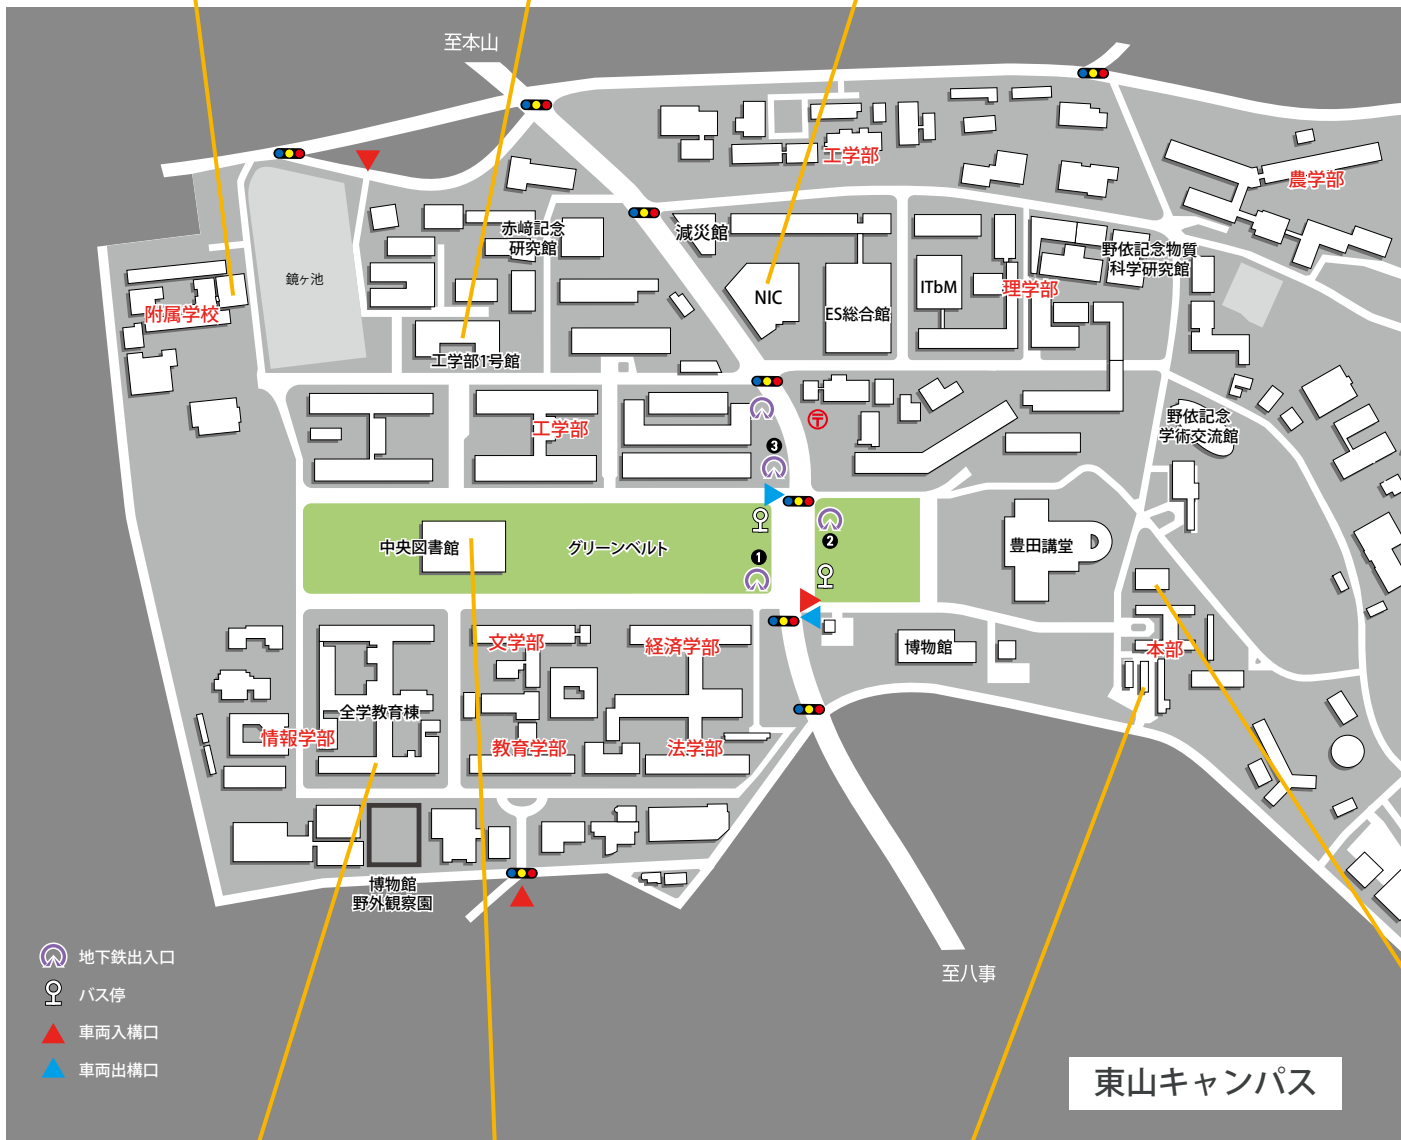 至本山
工学部
農学部
赤﨑記念
研究館
減災館
野依記念物質
科学研究館
鏡ヶ池
NIC
ITbM
理学部
附属学校
ES総合館
工学部1号館
〒
野依記念
学術交流館
工学部
3
中央図書館
グリーンベルト
2
1
豊田講堂
文学部
経済学部
博物館
本部
全学教育棟
情報学部
教育学部
法学部
博物館
野外観察園
至八事
地下鉄出入口
バス停
車両入構口
車両出構口
東山キャンパス